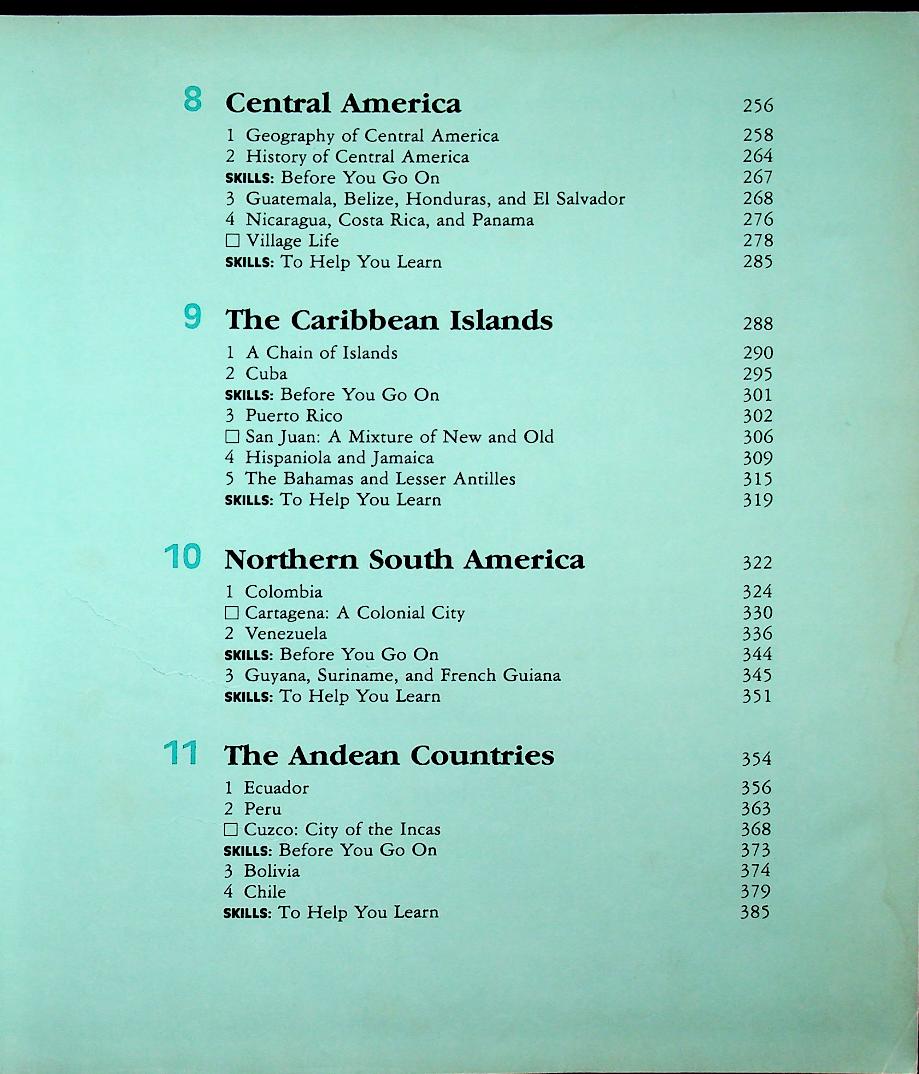 8 Central America 256
1 Geography of Central America 258
2 History of Central America 264
SKILLS: Before You Go On 267
3 Guatemala, Belize, Honduras, and El Salvador 268
4 Nicaragua, Costa Rica, and Panama 276
□ Village Life 278
SKILLS: To Help You Learn 285
9 The Caribbean Islands 288
1 A Chain of Islands 290
2 Cuba 295
SKILLS: Before You Go On 301
3 Puerto Rico 302
□ San Juan: A Mixture of New and Old 306
4 Hispaniola and Jamaica 309
5 The Bahamas and Lesser Antilles 315
SKILLS: To Help You Learn 319
10 Northern South America 322
1 Colombia 324
□ Cartagena: A Colonial City 330
2 Venezuela 336
SKILLS: Before You Go On 344
3 Guyana, Suriname, and French Guiana 345
SKILLS: To Help You Learn 351
11 The Andean Countries 354
1 Ecuador 356
2 Peru 363
□ Cuzco: City of the Incas 368
SKILLS: Before You Go On 373
3 Bolivia 374
4 Chile 379
SKILLS: To Help You Learn 385